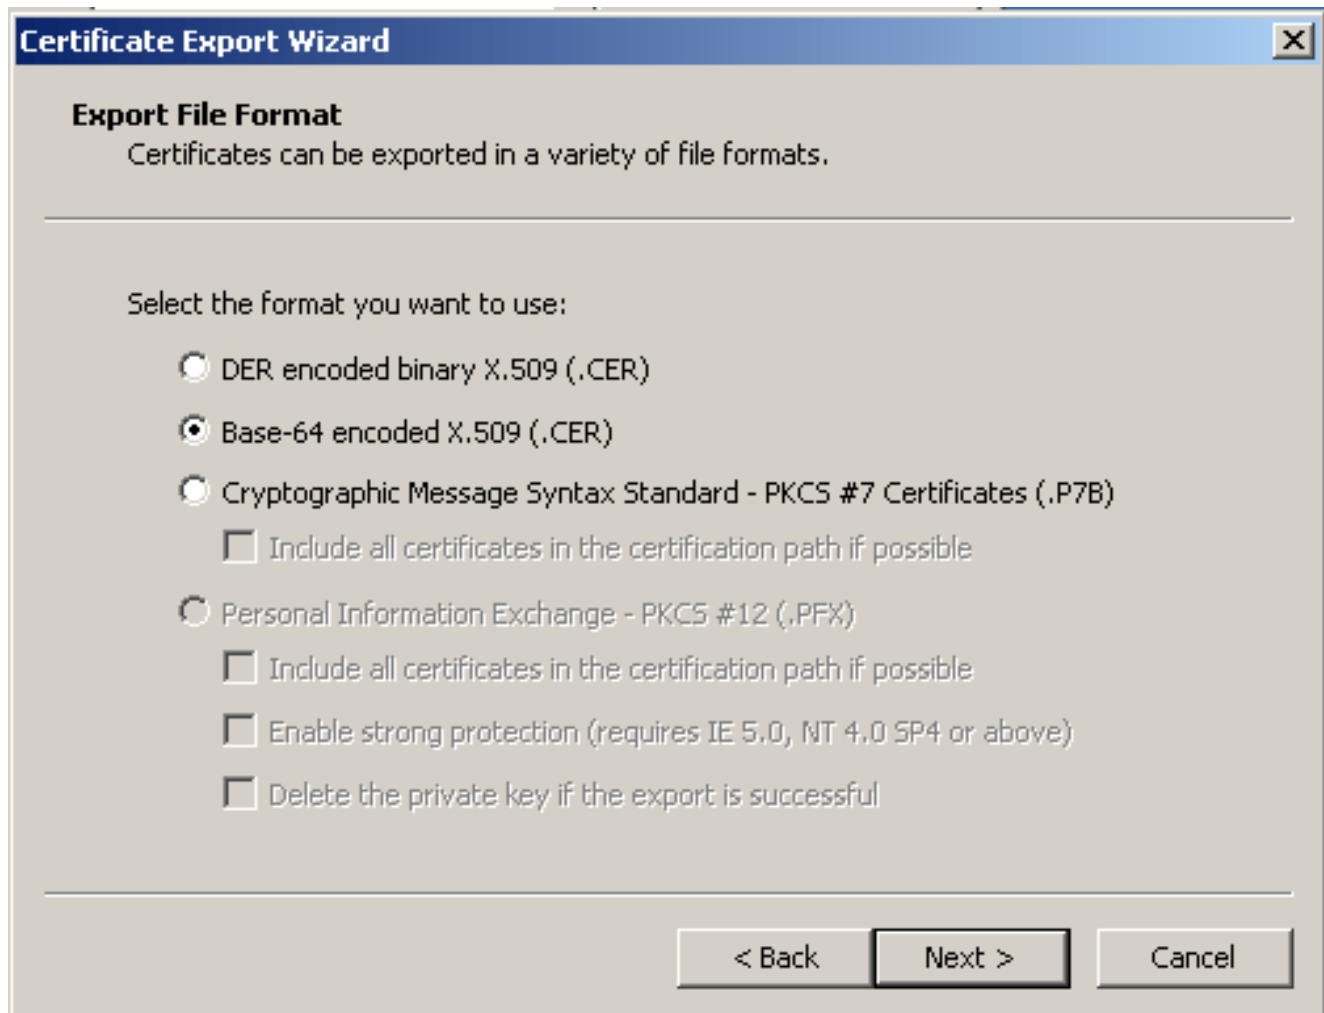 Certificate Export Wizard
Export File Format
Certificates can be exported in a variety of file formats.
Select the format you want to use:
DER encoded binary X.509 (.CER)
Base-64 encoded X.509 (.CER)
Cryptographic Message Syntax Standard - PKCS #7 Certificates (.P7B)
Include all certificates in the certification path if possible
Personal Information Exchange - PKCS #12 (.PFX)
Include all certificates in the certification path if possible
Enable strong protection (requires IE 5.0, NT 4.0 SP4 or above)
Delete the private key if the export is successful
< Back Next > Cancel